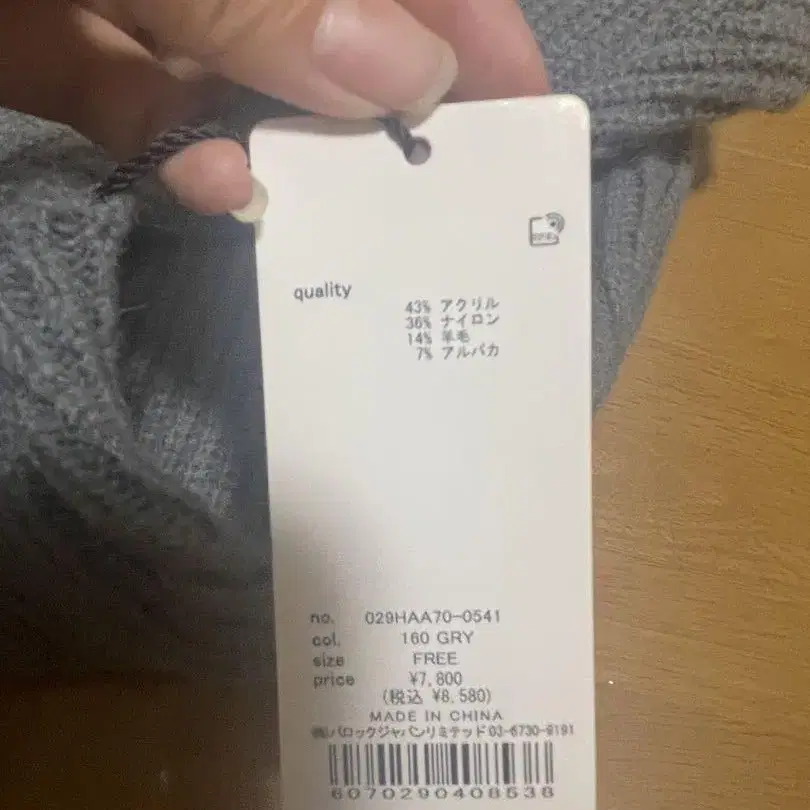 quality
43% アクリル
36% ナイロン
14% 羊毛
7% アルパカ
no. 029HAA70-0541
col. 160 GRY
size FREE
price ¥7,800
(税込 ¥8,580)
MADE IN CHINA
㈱バロックジャパンリミテッド 03-6730-9191
6070290408538